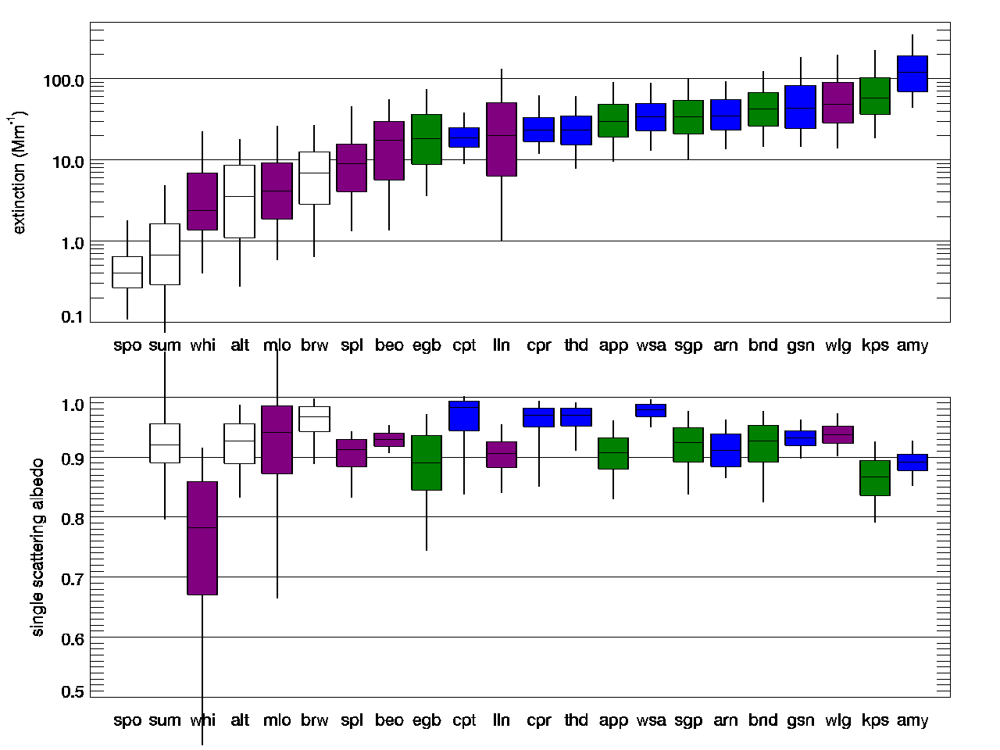 extinction (Mm-1)
100.0
10.0
1.0
0.1
spo sum whi alt mlo brw spl beo egb cpt lln cpr thd app wsa sgp arn bnd gsn wlg kps amy
single scattering albedo
1.0
0.9
0.8
0.7
0.6
0.5
spo sum whi alt mlo brw spl beo egb cpt lln cpr thd app wsa sgp arn bnd gsn wlg kps amy